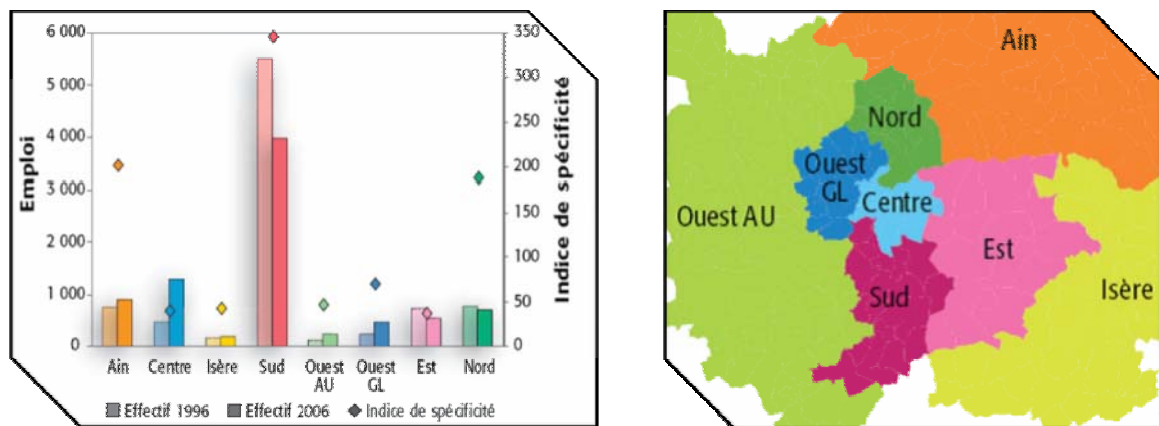 6 000
5 000
4 000
3 000
2 000
1 000
0
Emploi
350
300
250
200
150
100
50
0
Indice de spécificité
Ain Centre Isère Sud Ouest AU Ouest GL Est Nord
Effectif 1996 Effectif 2006 Indice de spécificité
Ain
Nord
Ouest
GL
Centre
Ouest AU
Est
Sud
Isère